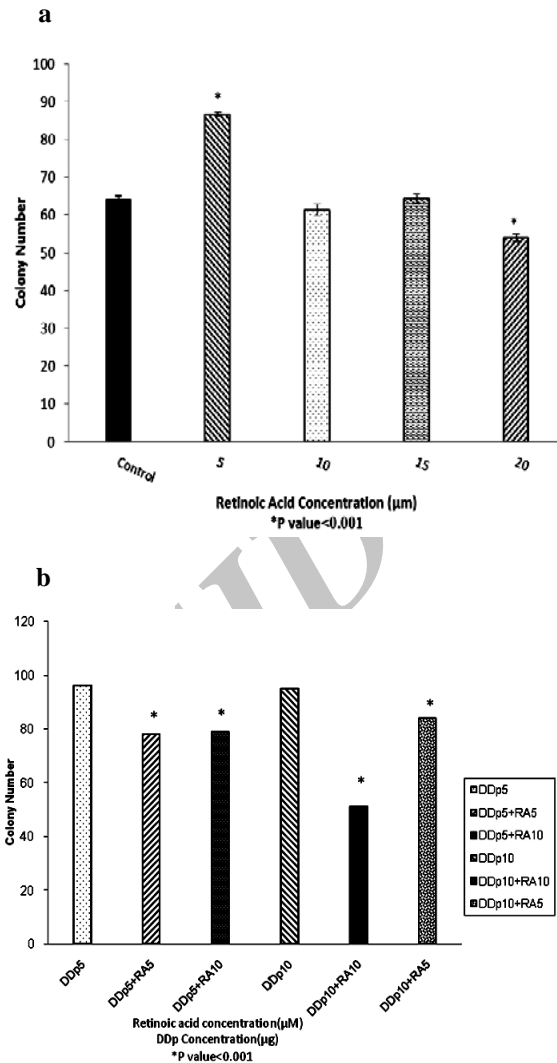 a
100
90
80
70
60
50
40
30
20
10
0
Colony Number
*
*
Control 5 10 15 20
Retinoic Acid Concentration (μm)
*P value<0.001
b
120
100
80
60
40
20
0
Colony Number
* * * *
DDp5 DDp5+RA5 DDp5+RA10 DDp10 DDp10+RA10 DDp10+RA5
Retinoic acid concentration(μM)
DDp Concentration(μg)
*P value<0.001
DDp5
DDp5+RA5
DDp5+RA10
DDp10
DDp10+RA10
DDp10+RA5